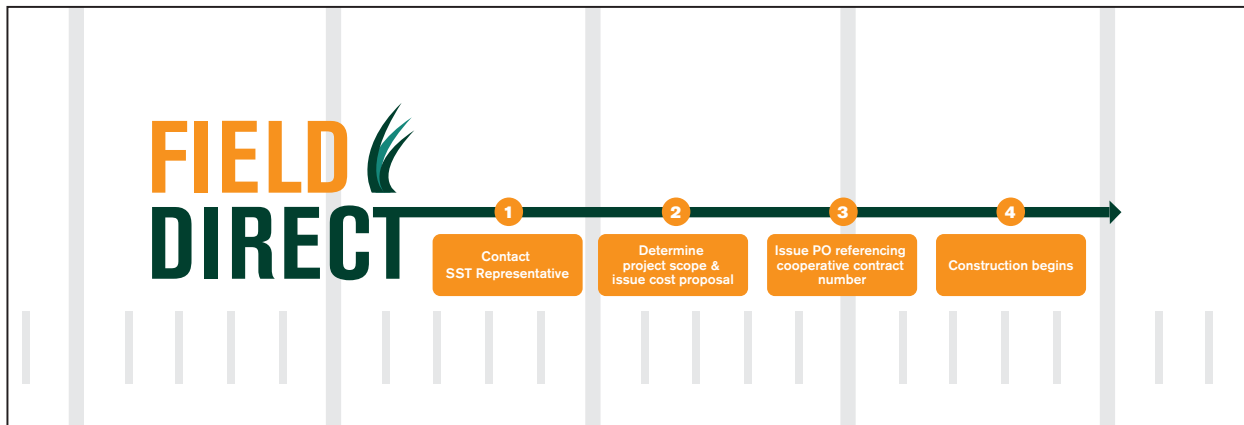 FIELD
DIRECT
1
Contact
SST Representative
2
Determine
project scope &
issue cost proposal
3
Issue PO referencing
cooperative contract
number
4
Construction begins